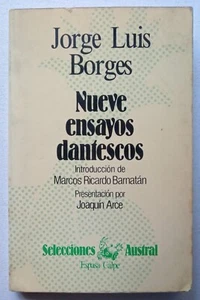 Jorge Luis
Borges
Nueve
ensayos
dantescos
Introducción de
Marcos Ricardo Barnatán
Presentación por
Joaquín Arce
Selecciones Austral
Espasa Calpe